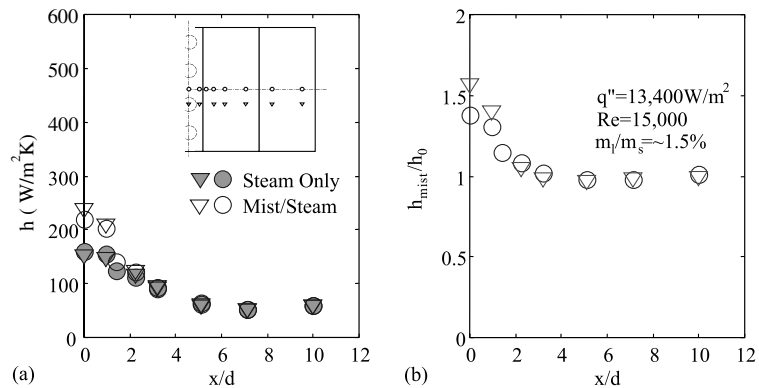 600
500
400
300
200
100
0
h ( W/m²K)
Steam Only
Mist/Steam
0 2 4 6 8 10 12
x/d
(a)
2
1.5
1
0.5
0
h_mist/h_0
q"=13,400W/m²
Re=15,000
m_l/m_s=~1.5%
0 2 4 6 8 10 12
x/d
(b)